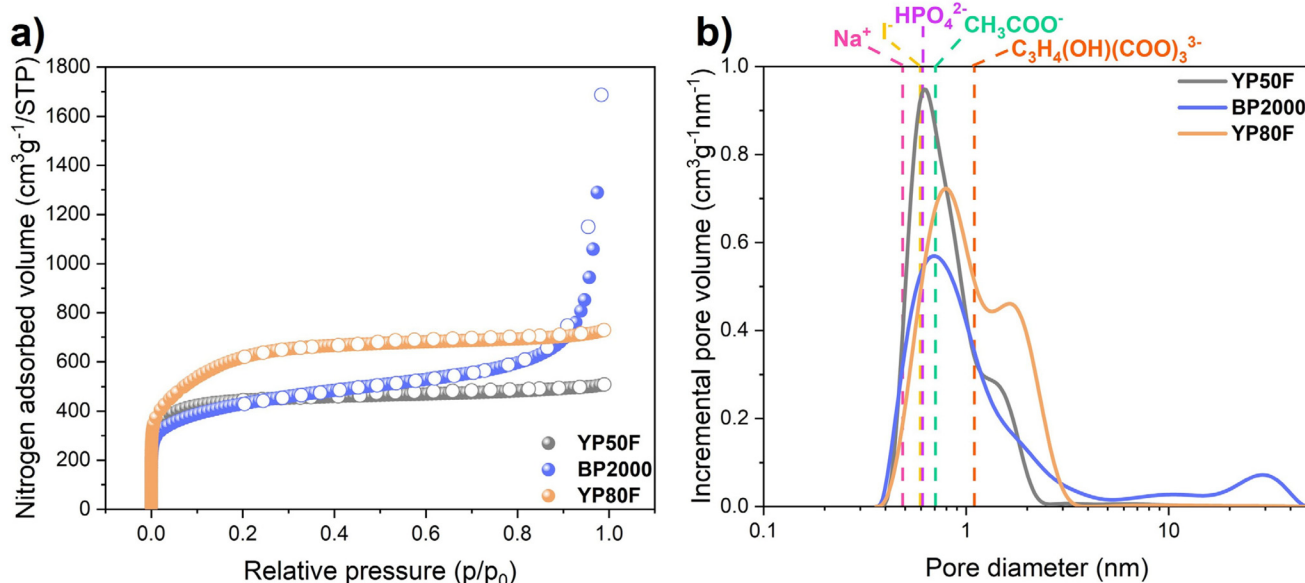 a)
Nitrogen adsorbed volume (cm³g⁻¹/STP)
1800
1600
1400
1200
1000
800
600
400
200
0
0.0 0.2 0.4 0.6 0.8 1.0
Relative pressure (p/p₀)
YP50F
BP2000
YP80F
b)
Na⁺
I⁻
HPO₄²⁻
CH₃COO⁻
C₃H₄(OH)(COO)₃³⁻
Incremental pore volume (cm³g⁻¹nm⁻¹)
1.0
0.8
0.6
0.4
0.2
0.0
0.1 1 10
Pore diameter (nm)
YP50F
BP2000
YP80F